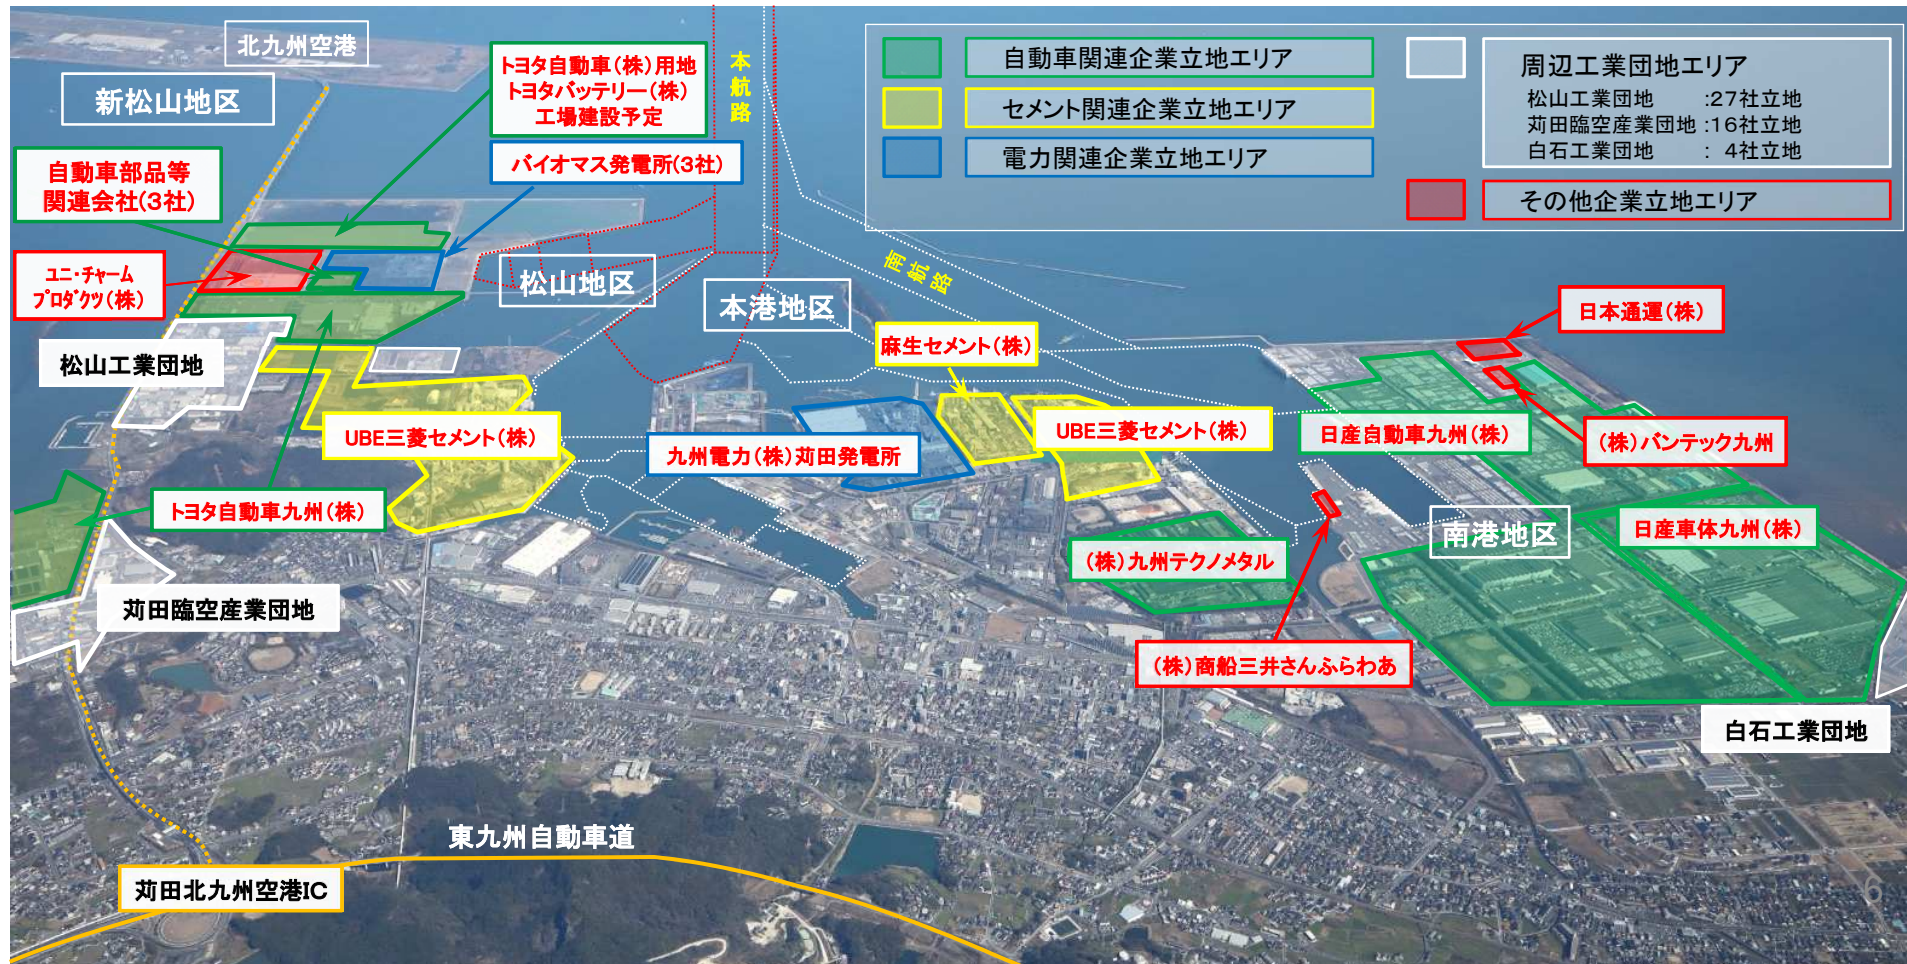 北九州空港
新松山地区
トヨタ自動車(株)用地
トヨタバッテリー(株)
工場建設予定
バイオマス発電所(3社)
自動車部品等
関連会社(3社)
ユニ・チャーム
プロダクツ(株)
本航路
南航路
自動車関連企業立地エリア
セメント関連企業立地エリア
電力関連企業立地エリア
周辺工業団地エリア
松山工業団地 :27社立地
苅田臨空産業団地 :16社立地
白石工業団地 : 4社立地
その他企業立地エリア
松山地区
本港地区
松山工業団地
麻生セメント(株)
日本通運(株)
UBE三菱セメント(株)
九州電力(株)苅田発電所
UBE三菱セメント(株)
日産自動車九州(株)
(株)バンテック九州
トヨタ自動車九州(株)
南港地区
日産車体九州(株)
(株)九州テクノメタル
苅田臨空産業団地
(株)商船三井さんふらわあ
白石工業団地
東九州自動車道
苅田北九州空港IC
6